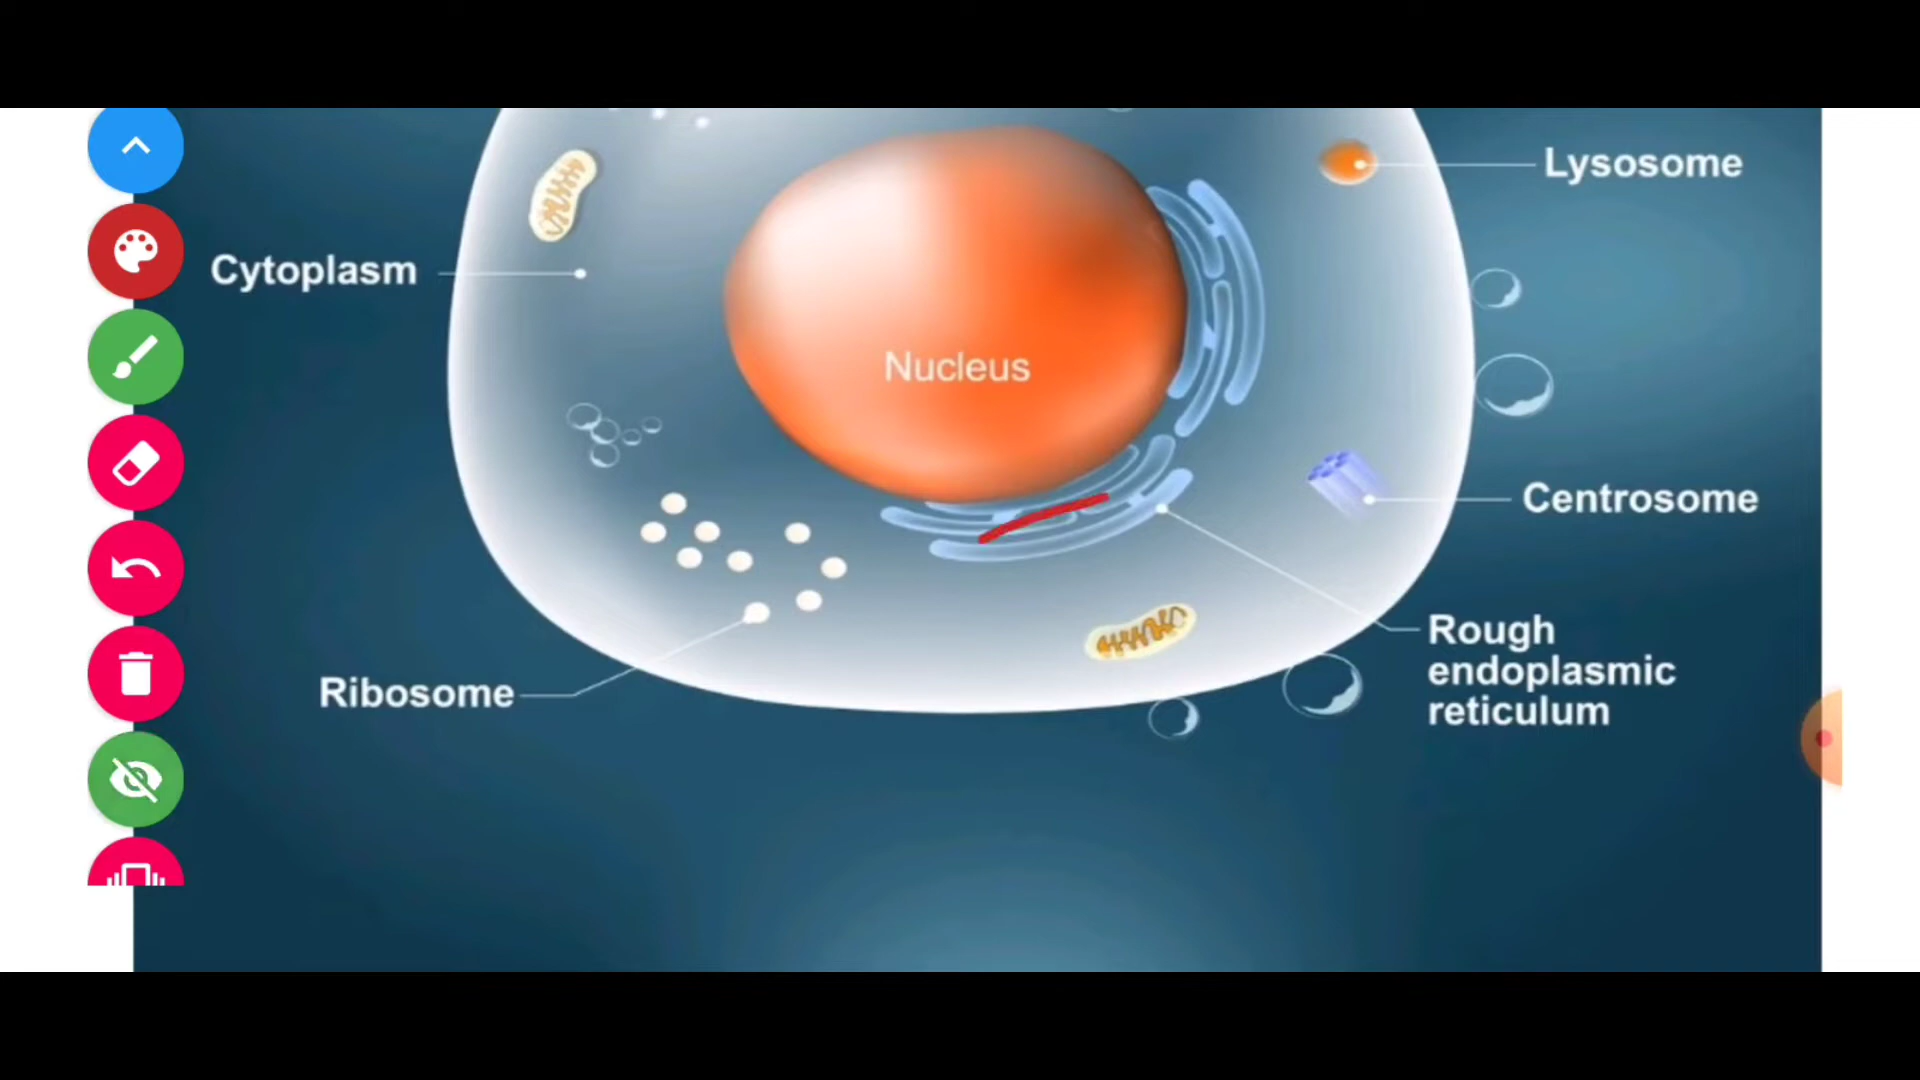 Lysosome
Cytoplasm
Nucleus
Centrosome
Rough
endoplasmic
reticulum
Ribosome